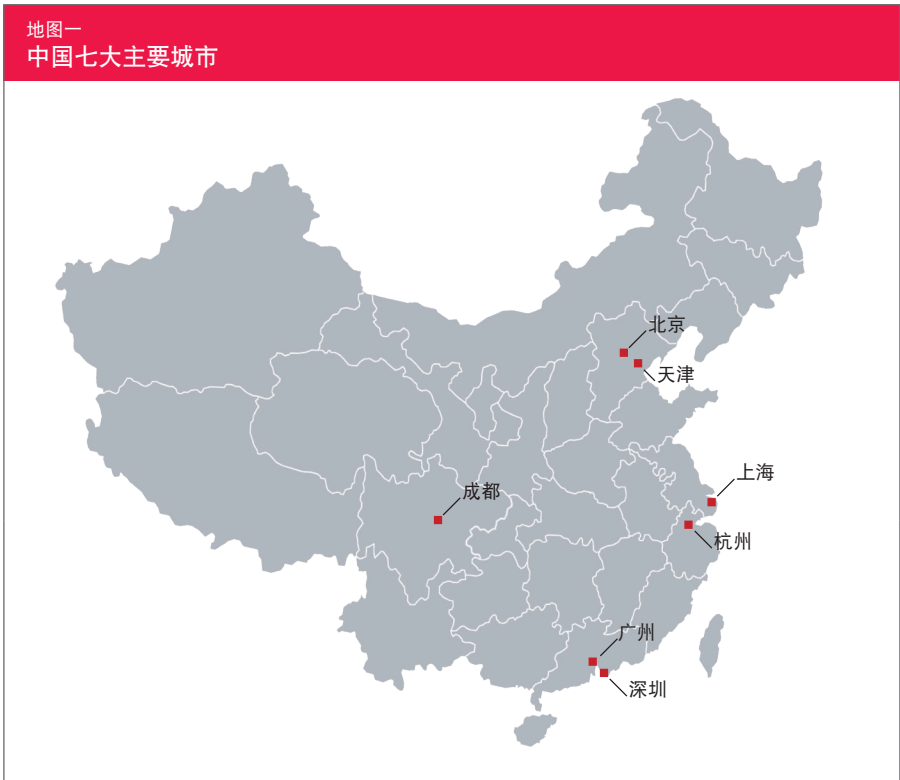 地图一
中国七大主要城市
北京
天津
上海
成都
杭州
广州
深圳